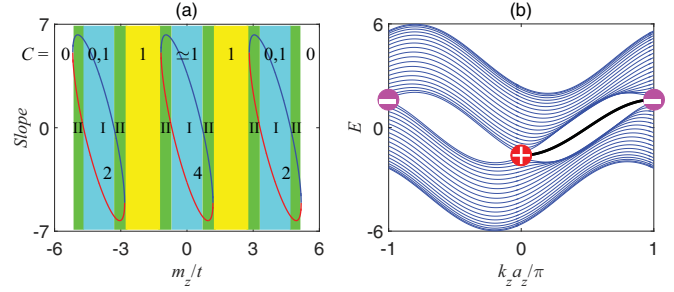 (a)
7
C = 0 0,1 1 ≃1 1 0,1 0
Slope
0
II I II II I II II I II
2 4 2
-7
-6 -3 0 3 6
m_z/t
(b)
6
E
0
-6
-1 0 1
k_z a_z/π
− + −